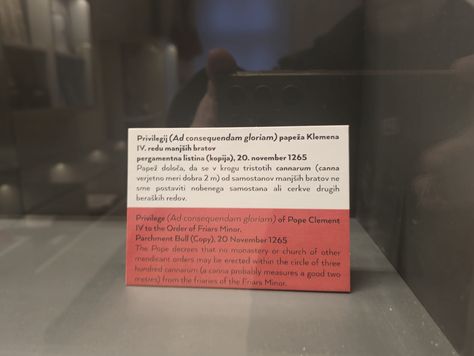 Privilegij (Ad consequendam gloriam) papeža Klemena
IV. redu manjših bratov
pergamentna listina (kopija), 20. november 1265
Papež določa, da se v krogu tristotih cannarum (canna
verjetno meri dobra 2 m) od samostanov manjših bratov ne
sme postaviti nobenega samostana ali cerkve drugih
beraških redov.
Privilege (Ad consequendam gloriam) of Pope Clement
IV to the Order of Friars Minor.
Parchment Bull (Copy), 20 November 1265
The Pope decrees that no monastery or church of other
mendicant orders may be erected within the circle of three
hundred cannarum (a canna probably measures a good two
metres) from the friaries of the Friars Minor.